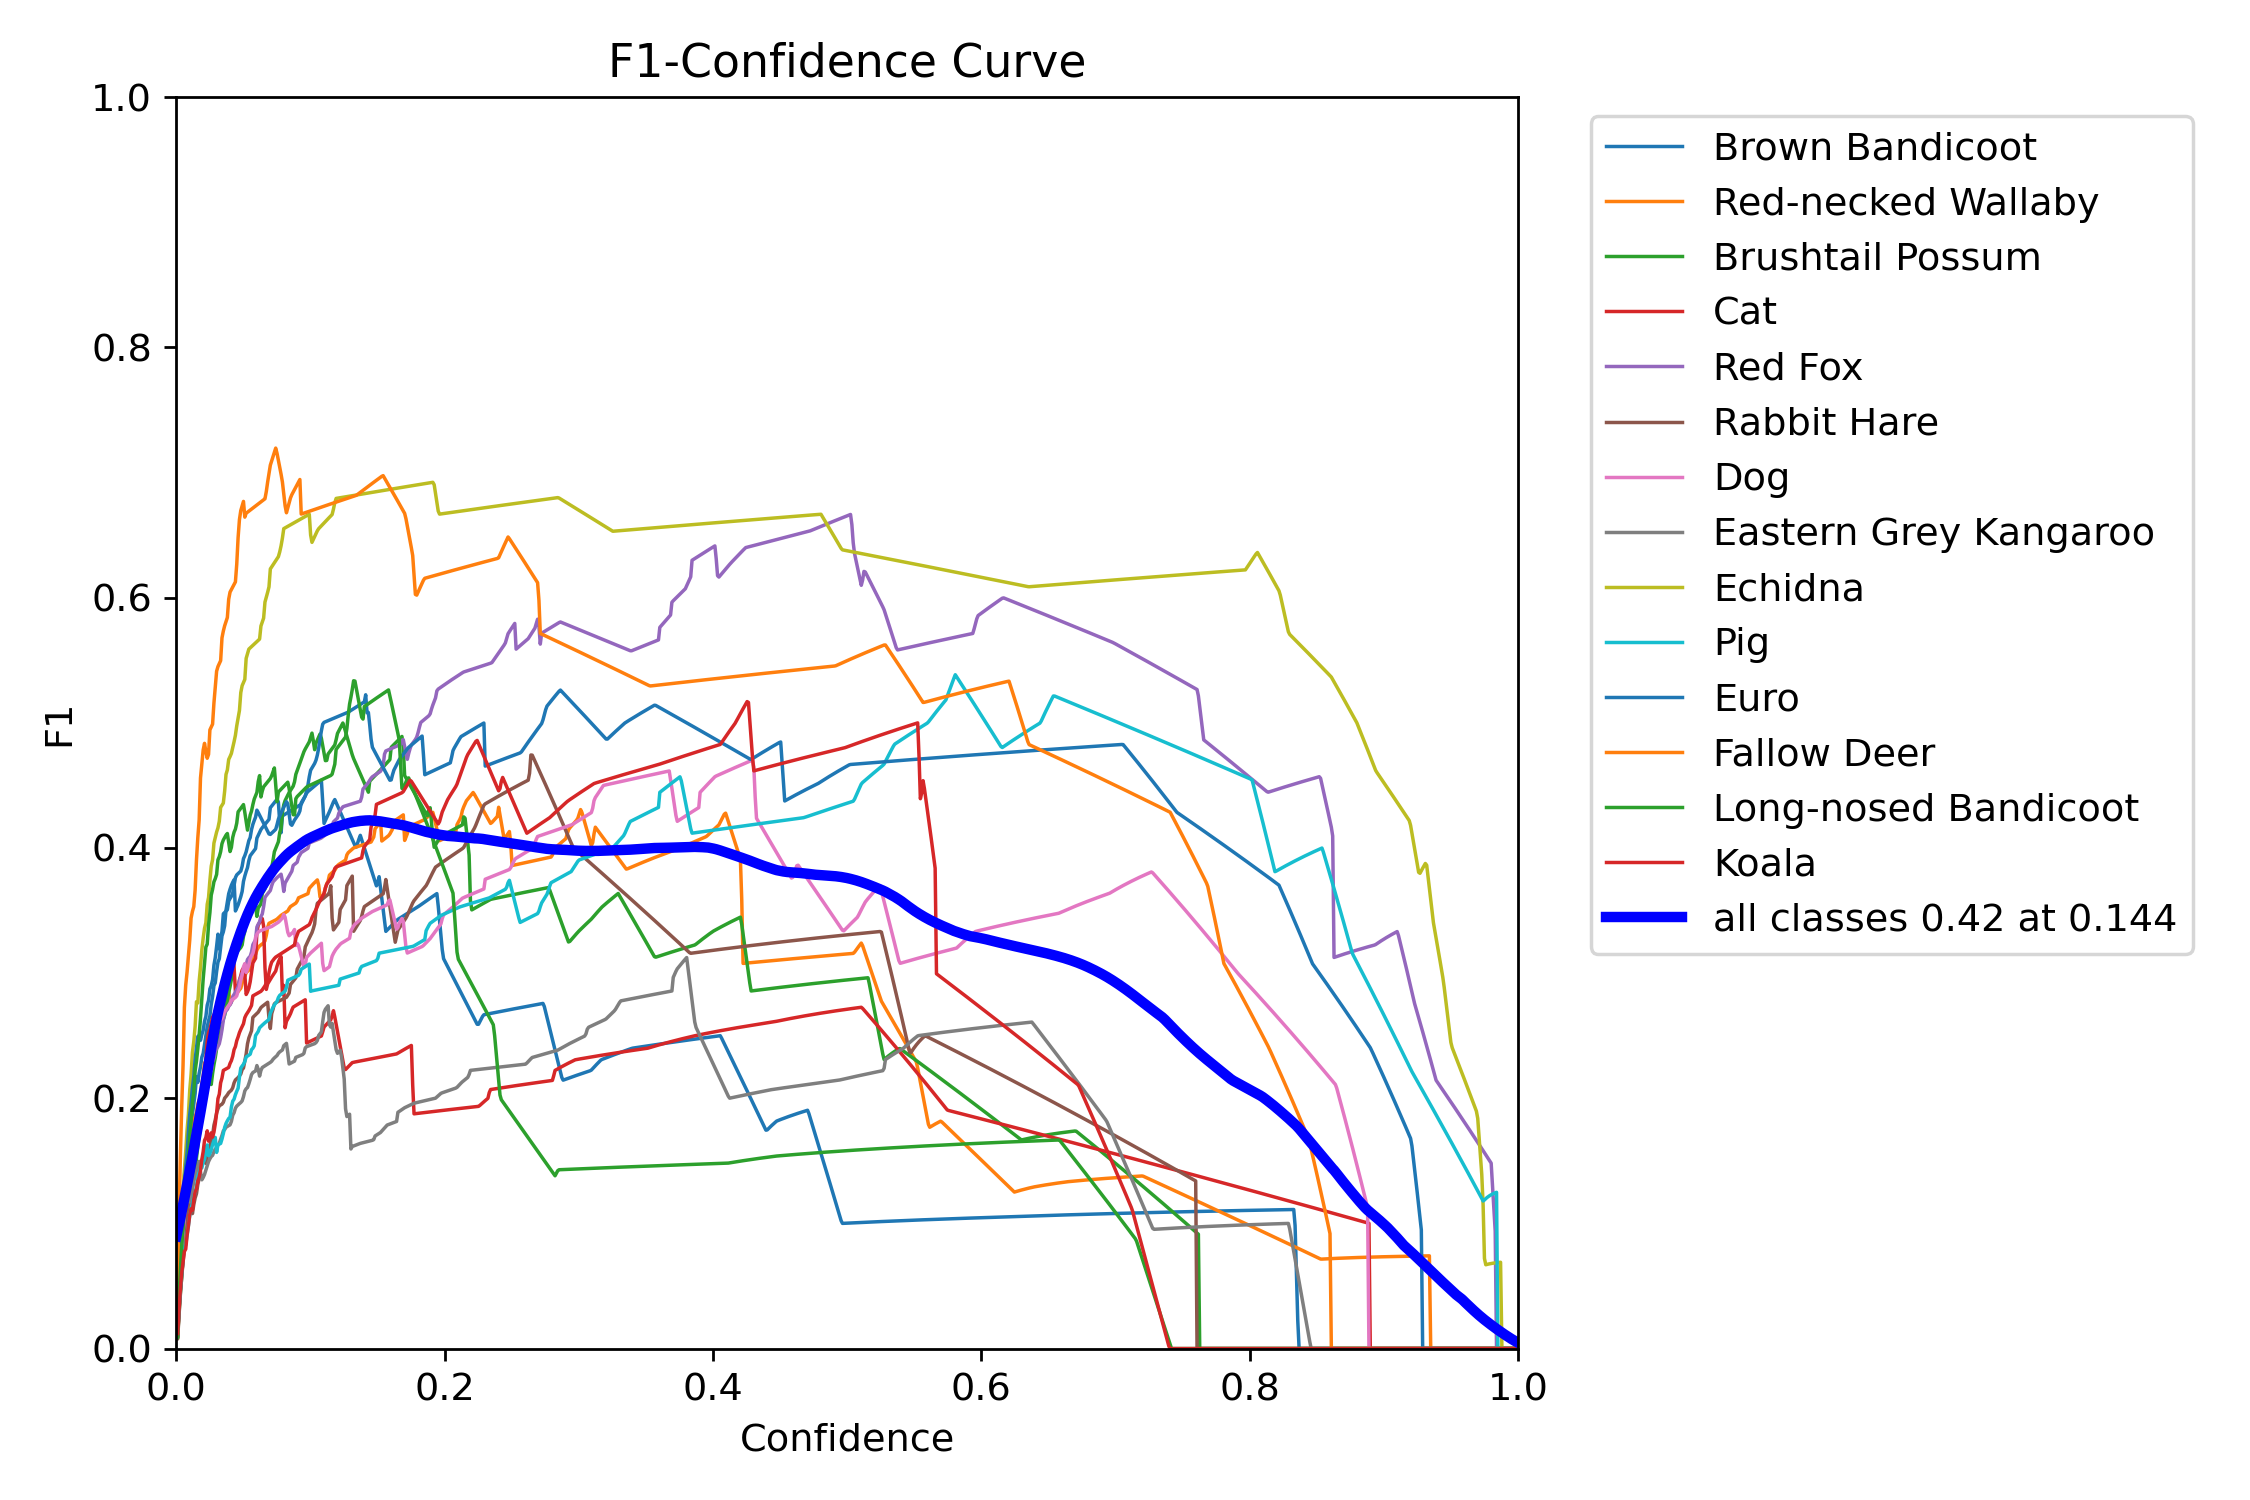 F1-Confidence Curve
1.0
0.8
0.6
0.4
0.2
0.0
F1
0.0 0.2 0.4 0.6 0.8 1.0
Confidence
Brown Bandicoot
Red-necked Wallaby
Brushtail Possum
Cat
Red Fox
Rabbit Hare
Dog
Eastern Grey Kangaroo
Echidna
Pig
Euro
Fallow Deer
Long-nosed Bandicoot
Koala
all classes 0.42 at 0.144